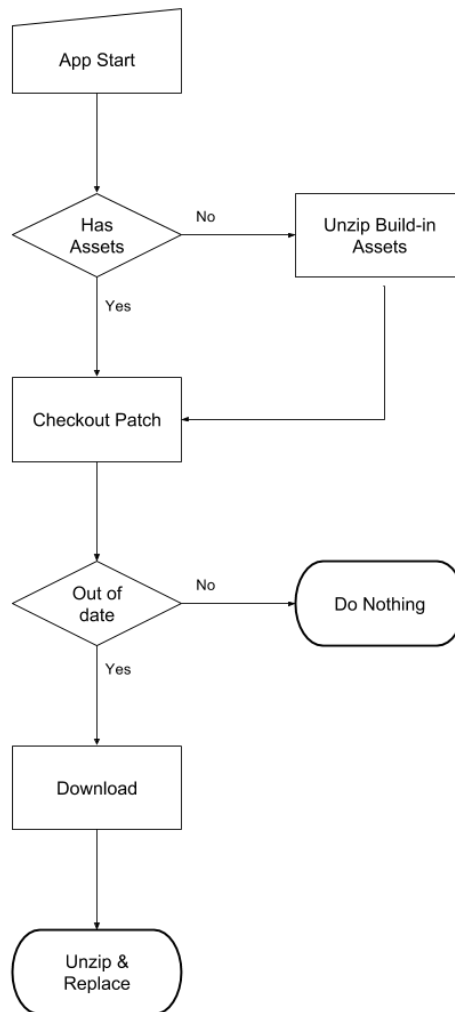 App Start
Has
Assets
No
Unzip Build-in
Assets
Yes
Checkout Patch
Out of
date
No
Do Nothing
Yes
Download
Unzip &
Replace